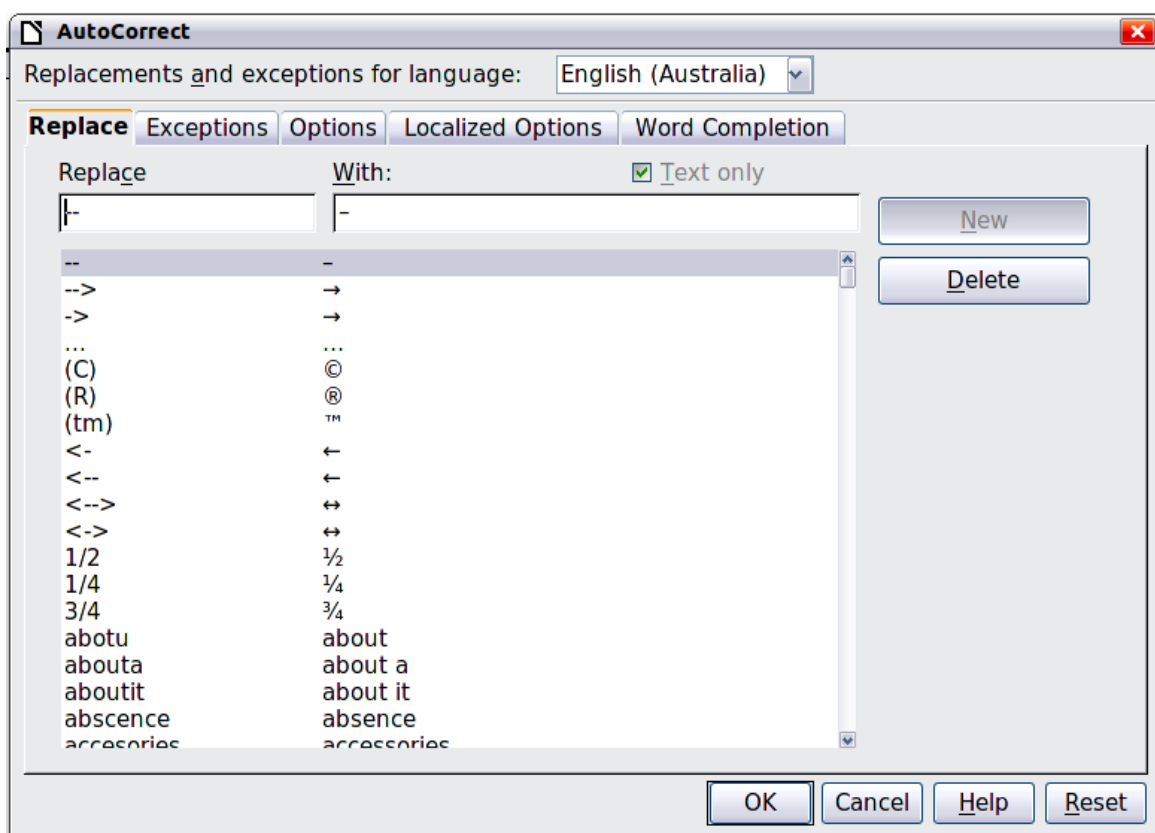 AutoCorrect
Replacements and exceptions for language: English (Australia)
Replace Exceptions Options Localized Options Word Completion
Replace With: Text only
-- –
New
-- –
Delete
--> →
-> →
... …
(C) ©
(R) ®
(tm) ™
<- ←
<-- ←
<--> ↔
<-> ↔
1/2 ½
1/4 ¼
3/4 ¾
abotu about
abouta about a
aboutit about it
abscence absence
accesories accessories
OK Cancel Help Reset